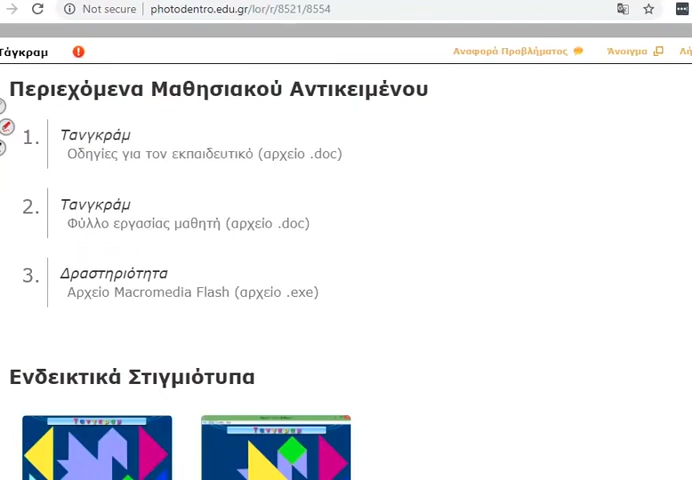 Not secure photodentro.edu.gr/lor/r/8521/8554
Τάγκραμ Αναφορά Προβλήματος Άνοιγμα
Περιεχόμενα Μαθησιακού Αντικειμένου
1. Τανγκράμ
Οδηγίες για τον εκπαιδευτικό (αρχείο .doc)
2. Τανγκράμ
Φύλλο εργασίας μαθητή (αρχείο .doc)
3. Δραστηριότητα
Αρχείο Macromedia Flash (αρχείο .exe)
Ενδεικτικά Στιγμιότυπα